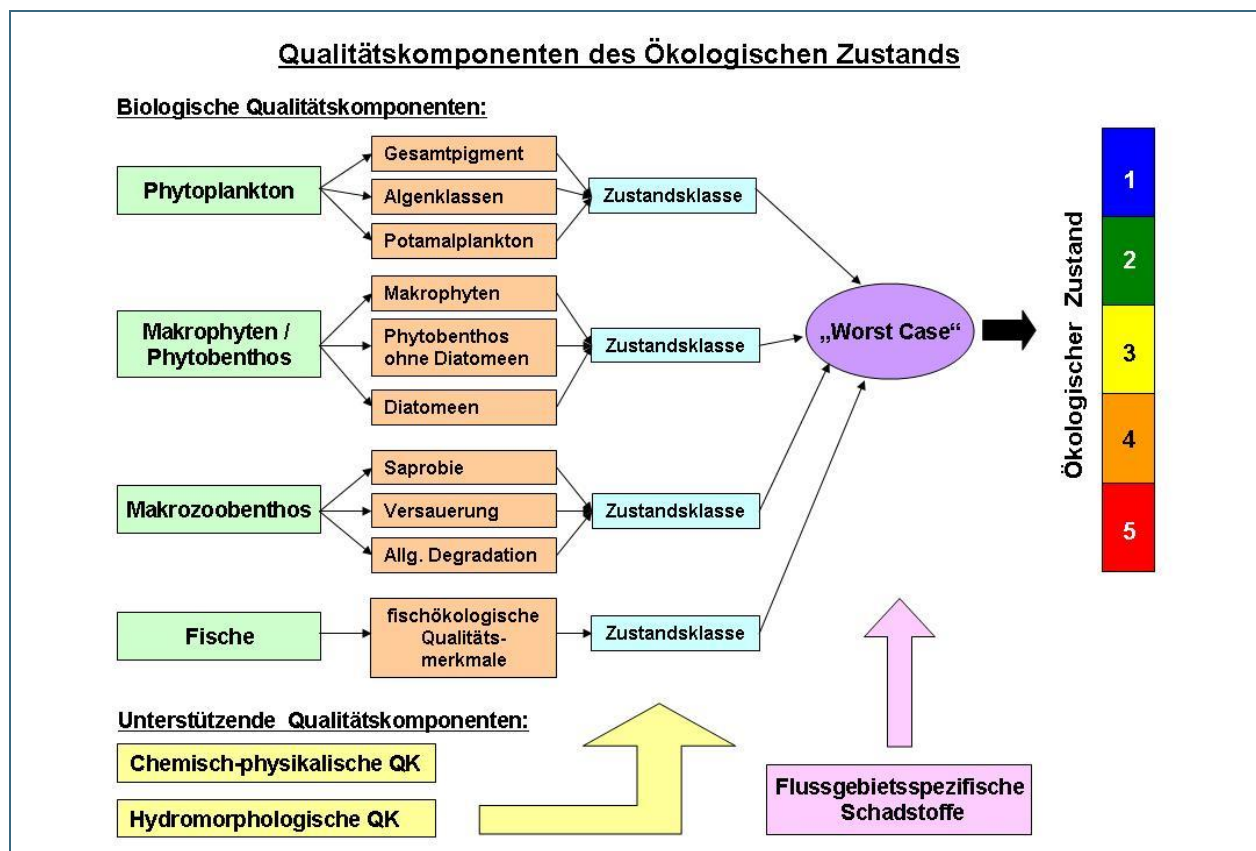 Qualitätskomponenten des Ökologischen Zustands
Biologische Qualitätskomponenten:
Phytoplankton
Gesamtpigment
Algenklassen
Potamalplankton
Zustandsklasse
Makrophyten /
Phytobenthos
Makrophyten
Phytobenthos
ohne Diatomeen
Diatomeen
Zustandsklasse
Makrozoobenthos
Saprobie
Versauerung
Allg. Degradation
Zustandsklasse
Fische
fischökologische
Qualitäts-
merkmale
Zustandsklasse
„Worst Case“
Ökologischer Zustand
1
2
3
4
5
Unterstützende Qualitätskomponenten:
Chemisch-physikalische QK
Hydromorphologische QK
Flussgebietsspezifische
Schadstoffe